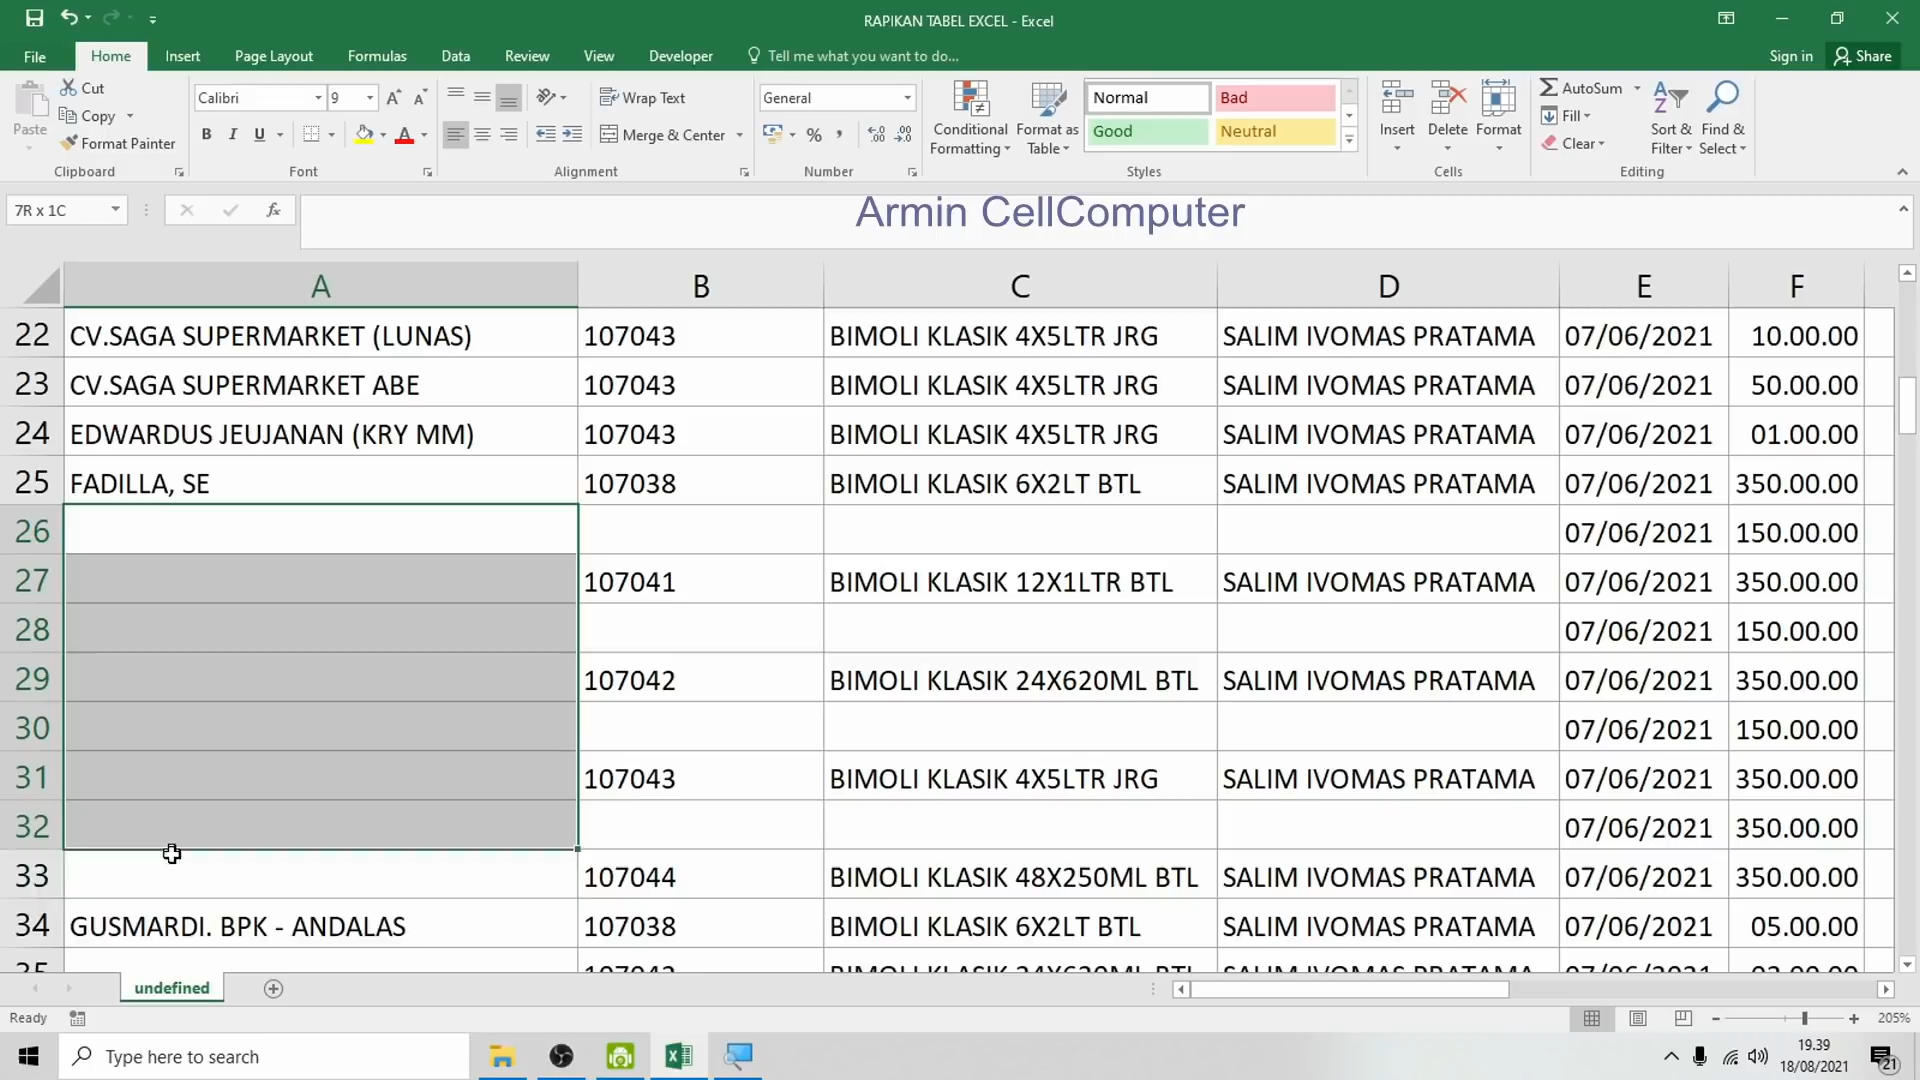 RAPIKAN TABEL EXCEL - Excel
File Home Insert Page Layout Formulas Data Review View Developer Tell me what you want to do... Sign in Share
Paste Cut Copy Format Painter Clipboard
Calibri 9 B I U Font
Wrap Text Merge & Center Alignment
General % Number
Conditional Formatting Format as Table Normal Bad Good Neutral Styles
Insert Delete Format Cells
AutoSum Fill Clear Sort & Filter Find & Select Editing
7R x 1C fx
Armin CellComputer
A B C D E F
22 CV.SAGA SUPERMARKET (LUNAS) 107043 BIMOLI KLASIK 4X5LTR JRG SALIM IVOMAS PRATAMA 07/06/2021 10.00.00
23 CV.SAGA SUPERMARKET ABE 107043 BIMOLI KLASIK 4X5LTR JRG SALIM IVOMAS PRATAMA 07/06/2021 50.00.00
24 EDWARDUS JEUJANAN (KRY MM) 107043 BIMOLI KLASIK 4X5LTR JRG SALIM IVOMAS PRATAMA 07/06/2021 01.00.00
25 FADILLA, SE 107038 BIMOLI KLASIK 6X2LT BTL SALIM IVOMAS PRATAMA 07/06/2021 350.00.00
26 07/06/2021 150.00.00
27 107041 BIMOLI KLASIK 12X1LTR BTL SALIM IVOMAS PRATAMA 07/06/2021 350.00.00
28 07/06/2021 150.00.00
29 107042 BIMOLI KLASIK 24X620ML BTL SALIM IVOMAS PRATAMA 07/06/2021 350.00.00
30 07/06/2021 150.00.00
31 107043 BIMOLI KLASIK 4X5LTR JRG SALIM IVOMAS PRATAMA 07/06/2021 350.00.00
32 07/06/2021 350.00.00
33 107044 BIMOLI KLASIK 48X250ML BTL SALIM IVOMAS PRATAMA 07/06/2021 350.00.00
34 GUSMARDI. BPK - ANDALAS 107038 BIMOLI KLASIK 6X2LT BTL SALIM IVOMAS PRATAMA 07/06/2021 05.00.00
undefined
Ready 205%
Type here to search 19.39
18/08/2021 21